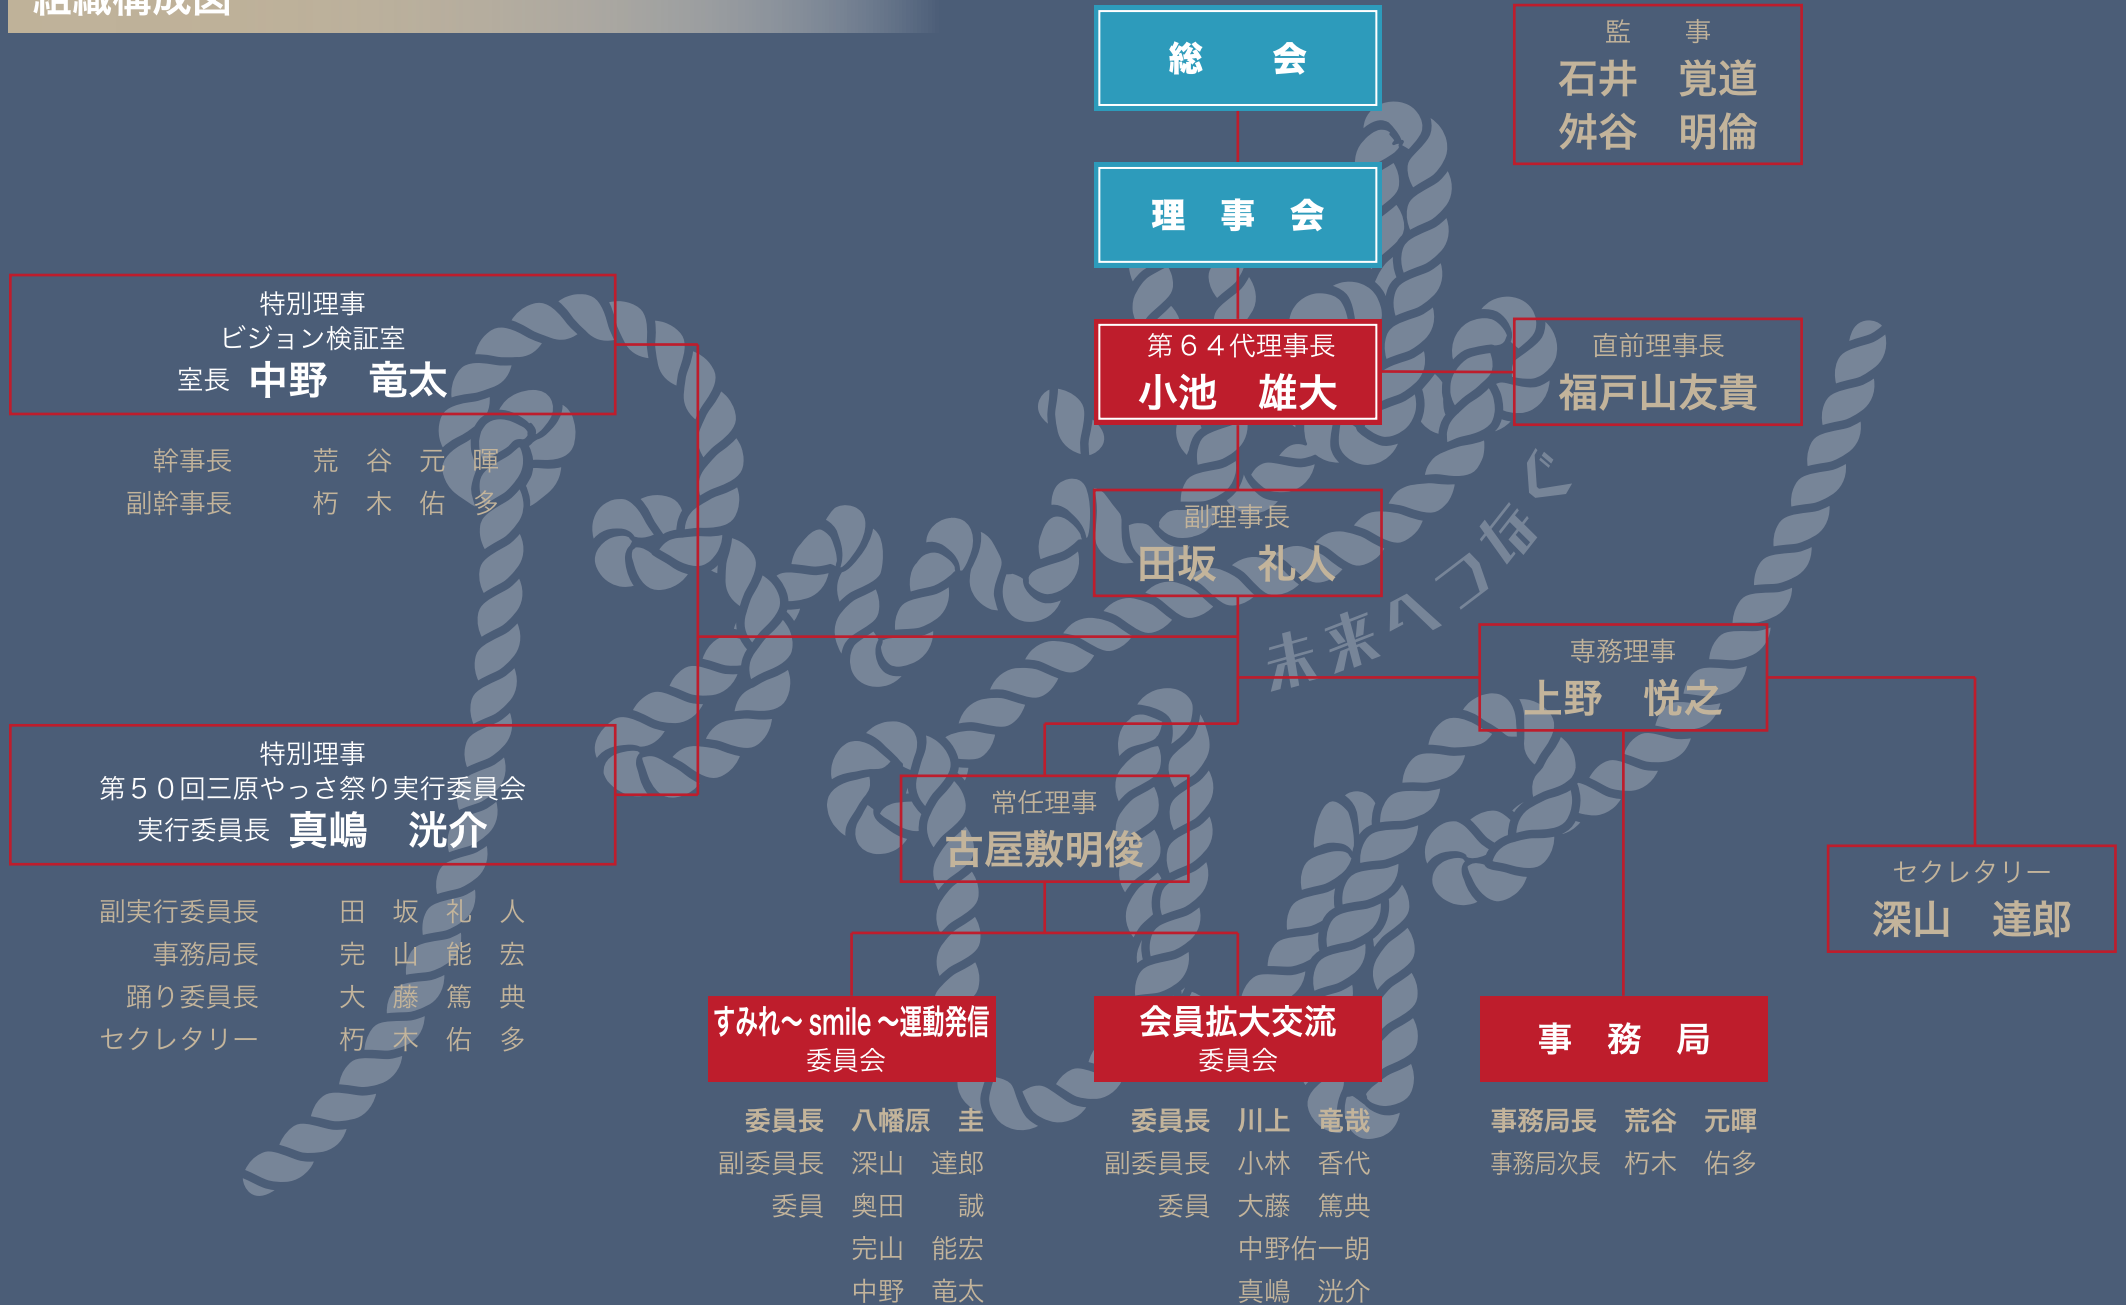 組織構成図
総　会
監　事
石井　覚道
舛谷　明倫
理　事　会
第６４代理事長
小池　雄大
直前理事長
福戸山友貴
特別理事
ビジョン検証室
室長　中野　竜太
幹事長　荒谷元暉
副幹事長　朽木佑多
副理事長
田坂　礼人
未来へつなぐ
専務理事
上野　悦之
特別理事
第５０回三原やっさ祭り実行委員会
実行委員長　真嶋　洸介
常任理事
古屋敷明俊
セクレタリー
深山　達郎
副実行委員長　田坂礼人
事務局長　完山能宏
踊り委員長　大藤篤典
セクレタリー　朽木佑多
すみれ～smile～運動発信
委員会
委員長　八幡原　圭
副委員長　深山　達郎
委員　奥田　誠
完山　能宏
中野　竜太
会員拡大交流
委員会
委員長　川上　竜哉
副委員長　小林　香代
委員　大藤　篤典
中野佑一朗
真嶋　洸介
事　務　局
事務局長　荒谷　元暉
事務局次長　朽木　佑多